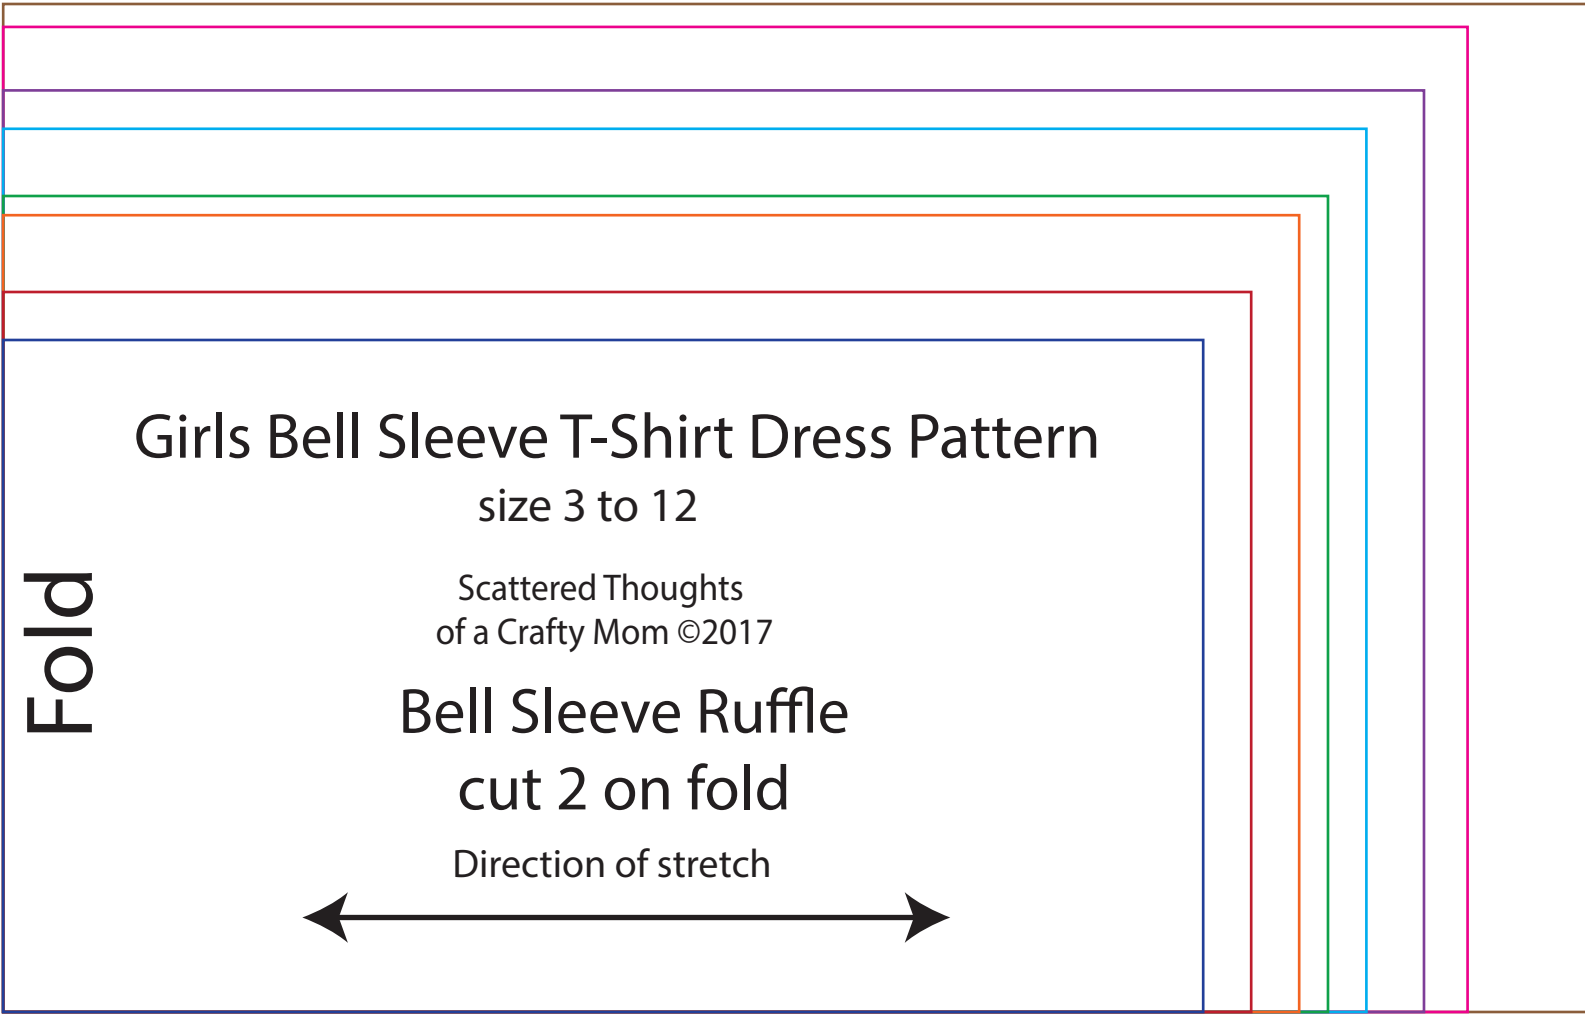 Girls Bell Sleeve T-Shirt Dress Pattern
size 3 to 12
Scattered Thoughts
of a Crafty Mom ©2017
Fold
Bell Sleeve Ruffle
cut 2 on fold
Direction of stretch